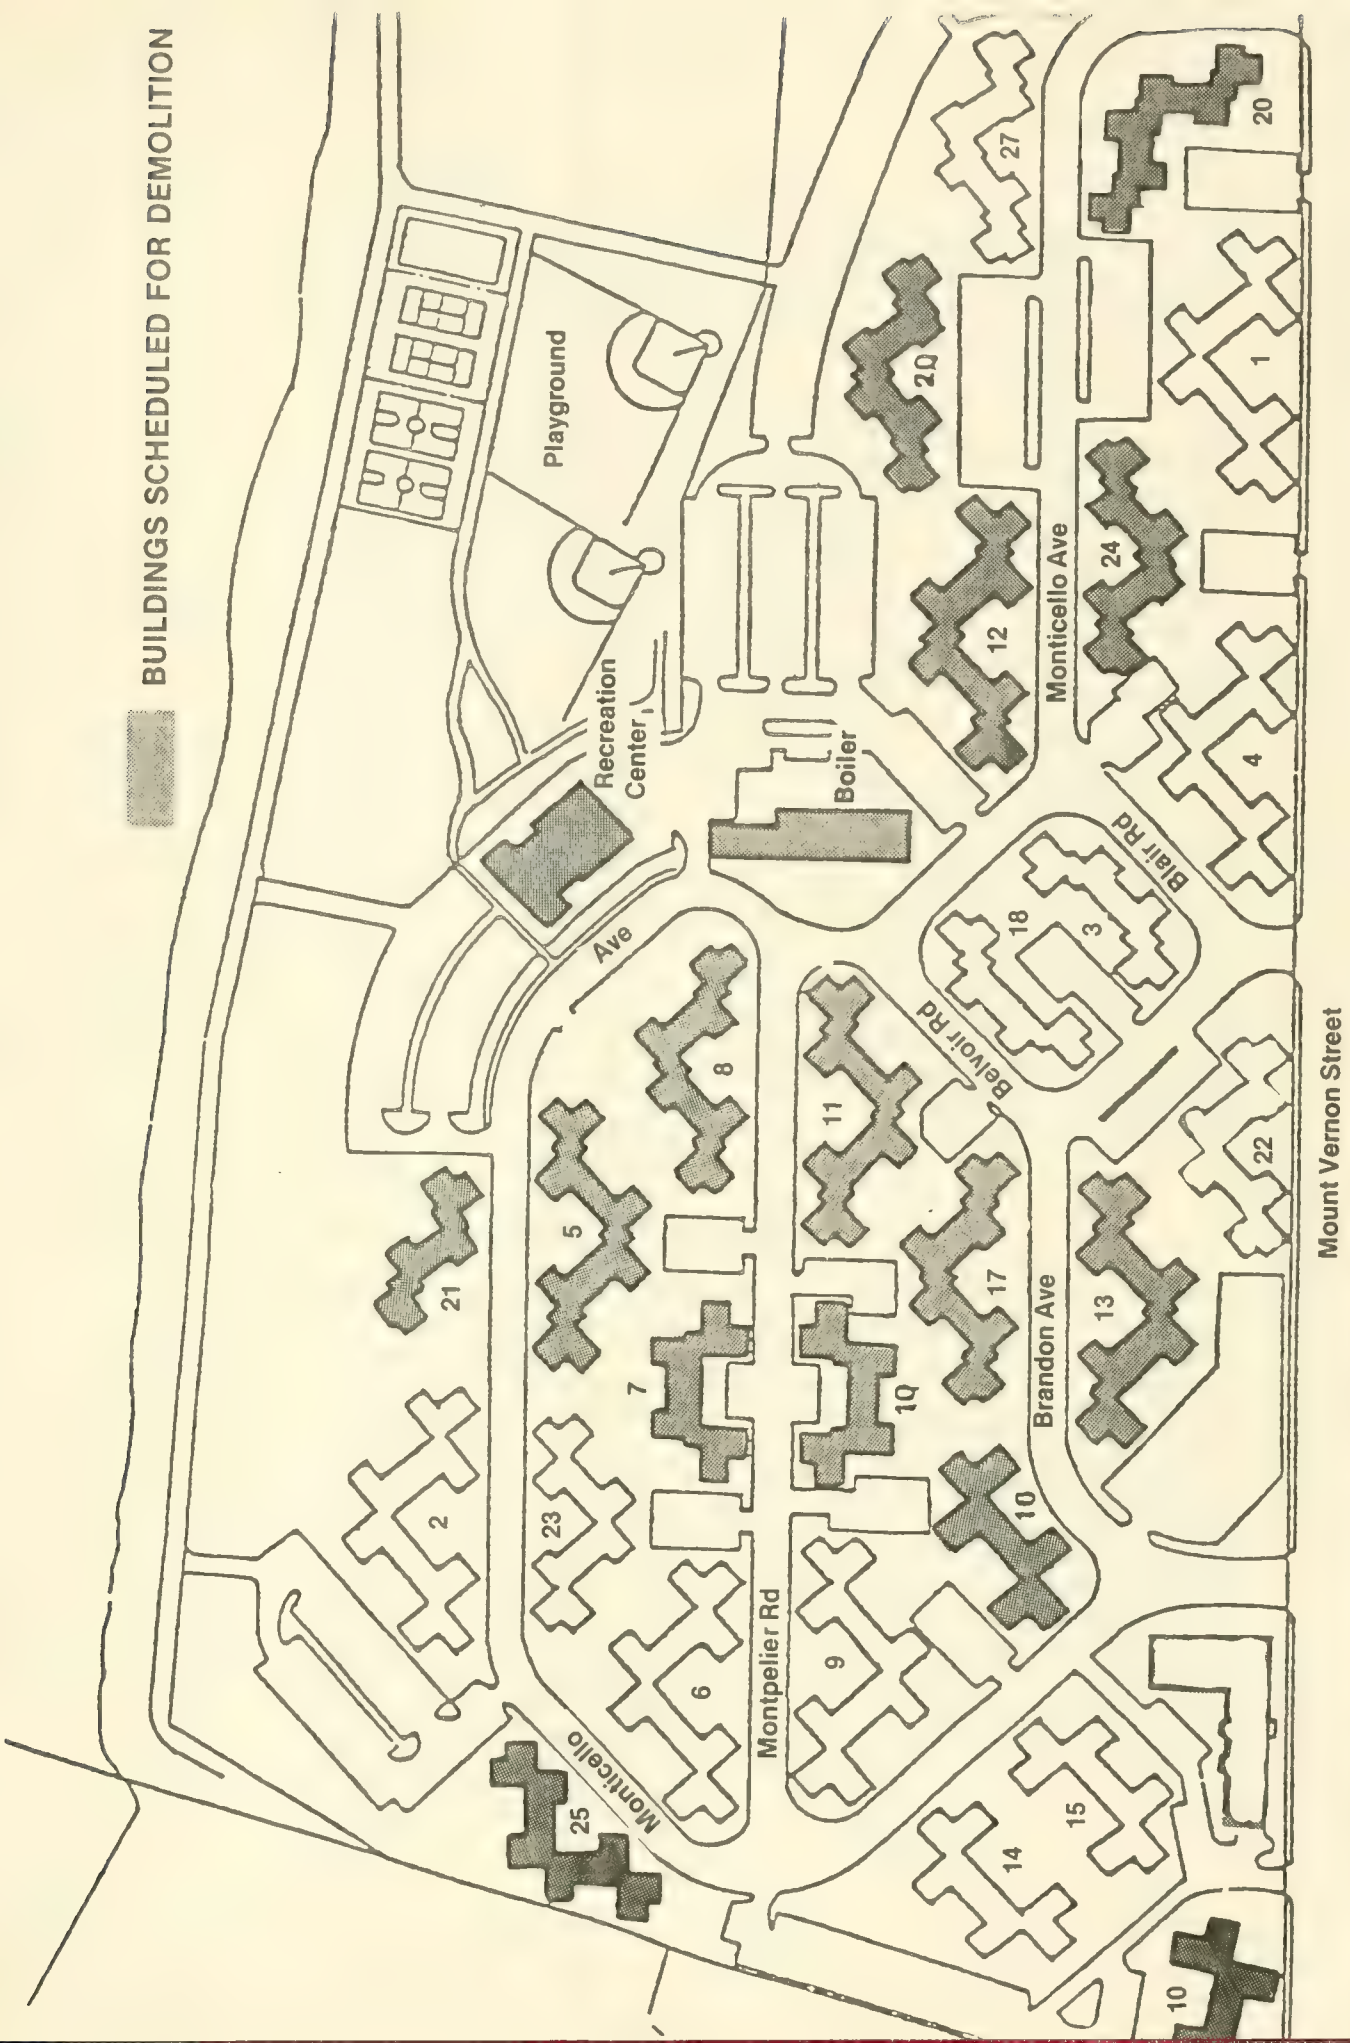 BUILDINGS SCHEDULED FOR DEMOLITION
Playground
Recreation
Center
Boiler
Ave
Monticello Ave
Blair Rd
Belvoir Rd
Brandon Ave
Montpelier Rd
Monticello
Mount Vernon Street
27
20
20
1
24
12
4
18
3
8
11
5
21
22
17
13
7
10
2
23
10
6
9
25
15
14
10